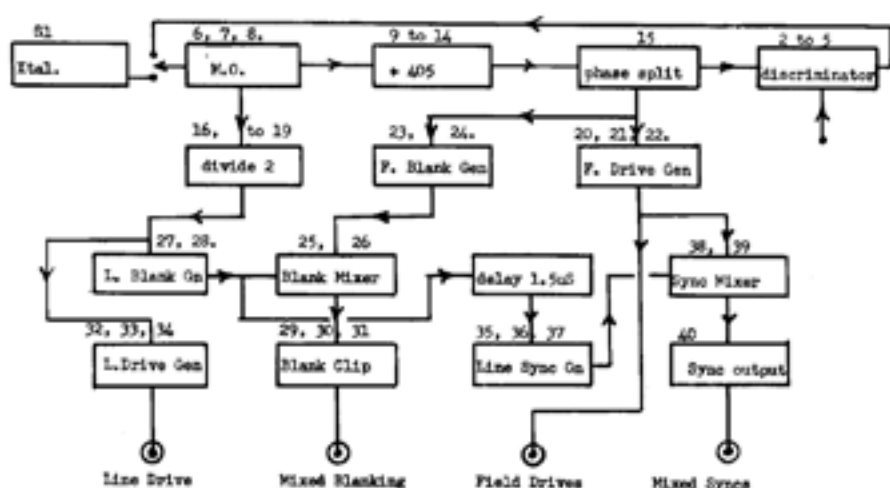 S1
Xtal.
6, 7, 8.
M.O.
9 to 14
÷ 405
15
phase split
2 to 5
discriminator
16, to 19
divide 2
23, 24.
F. Blank Gen
20, 21, 22.
F. Drive Gen
27, 28.
L. Blank Gn
25, 26
Blank Mixer
delay 1.5uS
38, 39
Sync Mixer
32, 33, 34
L.Drive Gen
29, 30, 31
Blank Clip
35, 36, 37
Line Sync Gn
40
Sync output
Line Drive
Mixed Blanking
Field Drives
Mixed Syncs